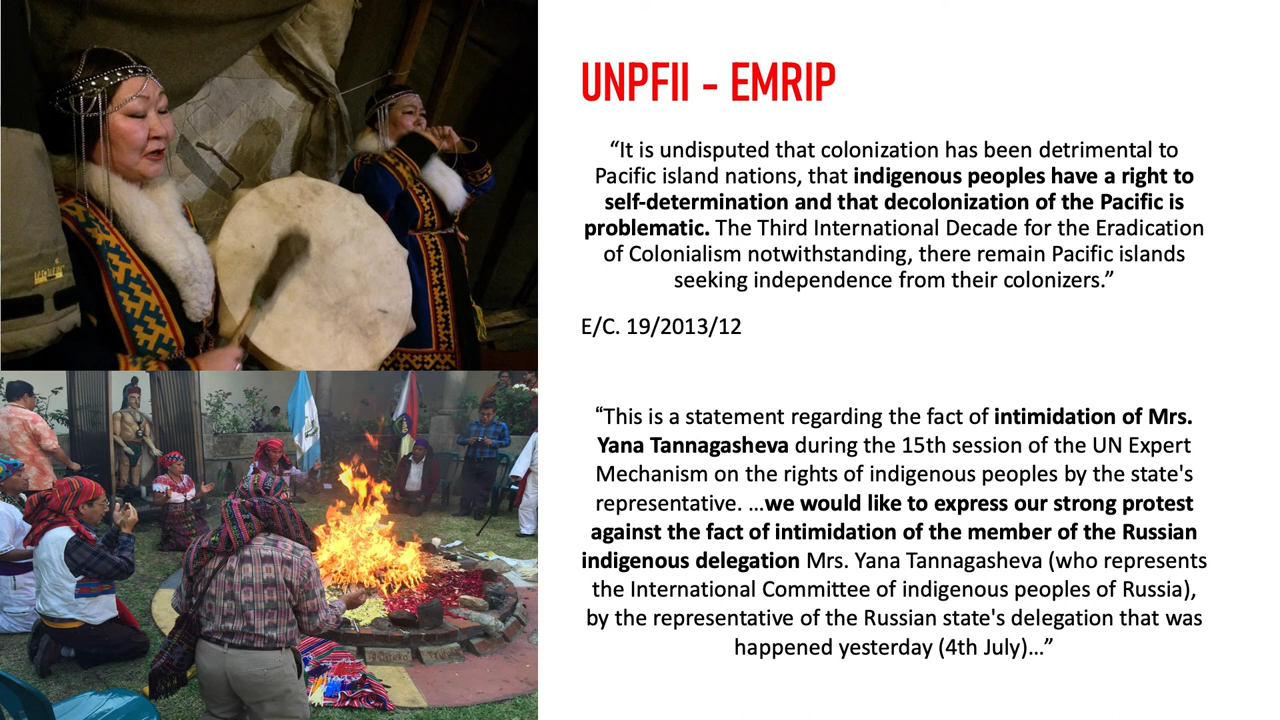 UNPFII - EMRIP
“It is undisputed that colonization has been detrimental to
Pacific island nations, that indigenous peoples have a right to
self-determination and that decolonization of the Pacific is
problematic. The Third International Decade for the Eradication
of Colonialism notwithstanding, there remain Pacific islands
seeking independence from their colonizers.”
E/C. 19/2013/12
“This is a statement regarding the fact of intimidation of Mrs.
Yana Tannagasheva during the 15th session of the UN Expert
Mechanism on the rights of indigenous peoples by the state's
representative. …we would like to express our strong protest
against the fact of intimidation of the member of the Russian
indigenous delegation Mrs. Yana Tannagasheva (who represents
the International Committee of indigenous peoples of Russia),
by the representative of the Russian state's delegation that was
happened yesterday (4th July)…”